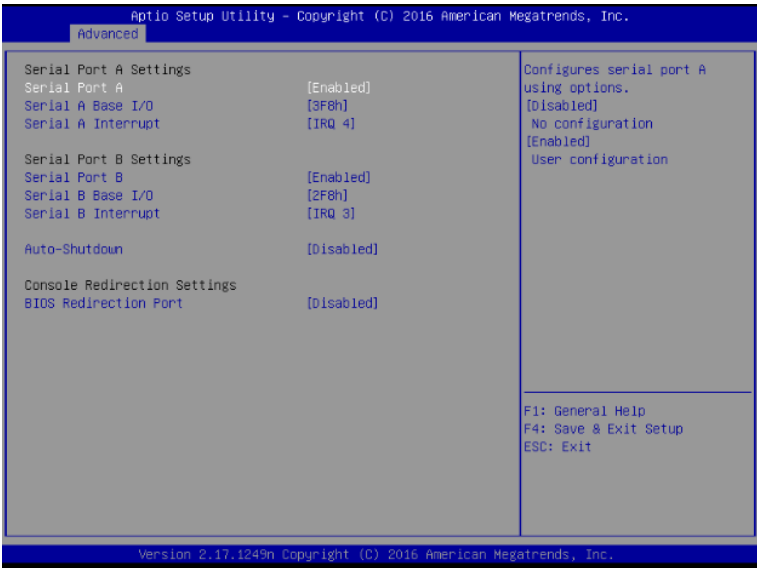 Aptio Setup Utility – Copyright (C) 2016 American Megatrends, Inc.
Advanced
Serial Port A Settings
Serial Port A [Enabled]
Serial A Base I/O [3F8h]
Serial A Interrupt [IRQ 4]
Serial Port B Settings
Serial Port B [Enabled]
Serial B Base I/O [2F8h]
Serial B Interrupt [IRQ 3]
Auto-Shutdown [Disabled]
Console Redirection Settings
BIOS Redirection Port [Disabled]
Configures serial port A
using options.
[Disabled]
No configuration
[Enabled]
User configuration
F1: General Help
F4: Save & Exit Setup
ESC: Exit
Version 2.17.1249n Copyright (C) 2016 American Megatrends, Inc.